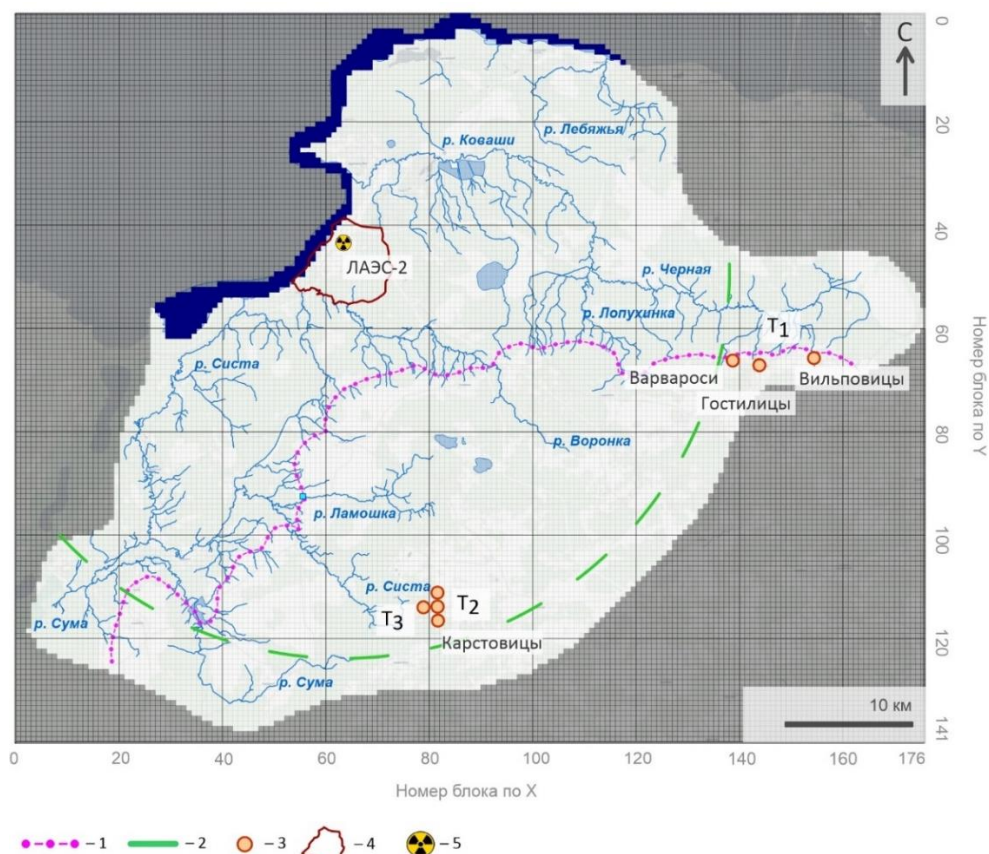 С
0
20
40
60
80
100
120
141
Номер блока по Y
р. Лебяжья
р. Коваши
ЛАЭС-2
р. Черная
р. Лопухинка
Т1
р. Систа
Варвароси
Вильповицы
Гостилицы
р. Воронка
р. Ламошка
р. Систа
Т2
Т3
р. Сума
Карстовицы
р. Сума
10 км
0 20 40 60 80 100 120 140 160 176
Номер блока по X
– 1 – 2 – 3 – 4 – 5